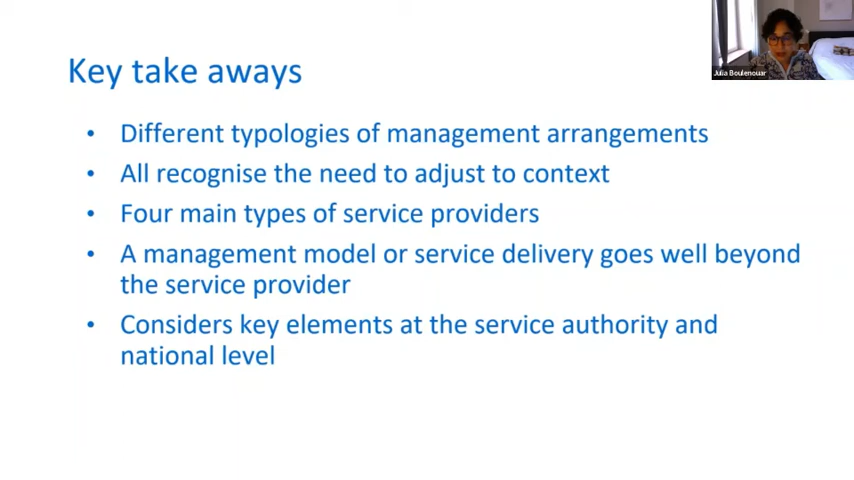 Julia Boulenouar
Key take aways
• Different typologies of management arrangements
• All recognise the need to adjust to context
• Four main types of service providers
• A management model or service delivery goes well beyond
the service provider
• Considers key elements at the service authority and
national level